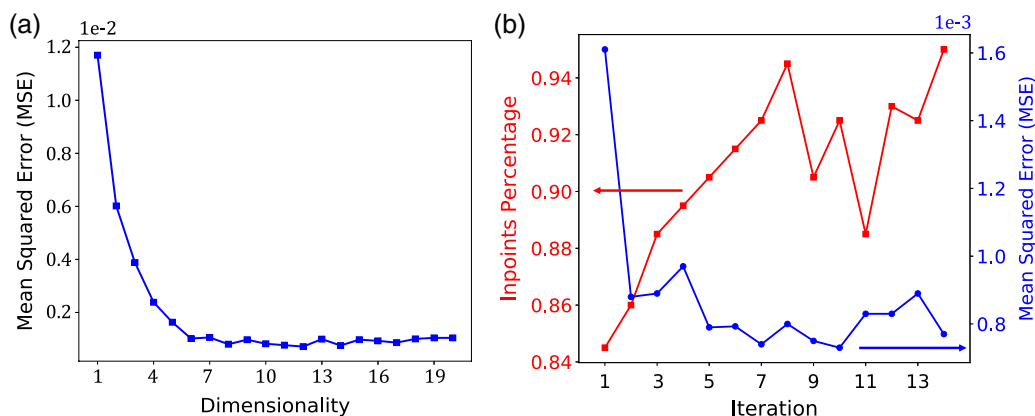 (a)
1e-2
Mean Squared Error (MSE)
1.2
1.0
0.8
0.6
0.4
0.2
1 4 7 10 13 16 19
Dimensionality
(b)
1e-3
Inpoints Percentage
0.94
0.92
0.90
0.88
0.86
0.84
1 3 5 7 9 11 13
Iteration
1.6
1.4
1.2
1.0
0.8
Mean Squared Error (MSE)